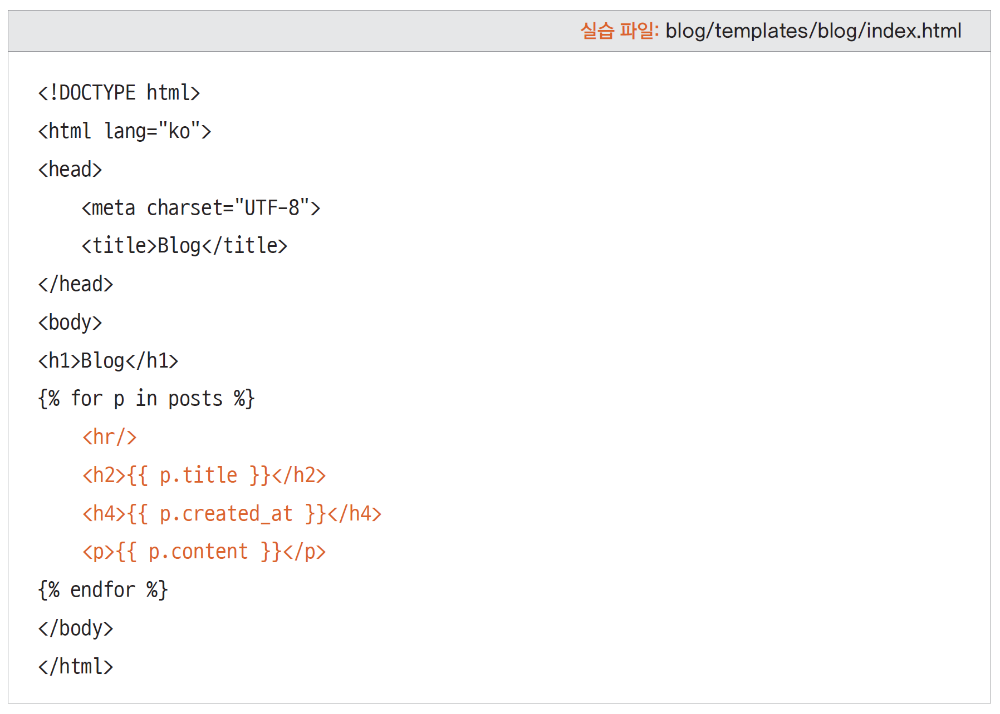 실습 파일: blog/templates/blog/index.html
<!DOCTYPE html>
<html lang="ko">
<head>
    <meta charset="UTF-8">
    <title>Blog</title>
</head>
<body>
<h1>Blog</h1>
{% for p in posts %}
    <hr/>
    <h2>{{ p.title }}</h2>
    <h4>{{ p.created_at }}</h4>
    <p>{{ p.content }}</p>
{% endfor %}
</body>
</html>